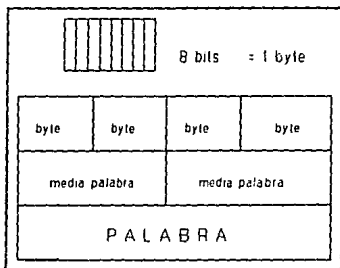 8 bits = 1 byte
byte byte byte byte
media palabra media palabra
PALABRA